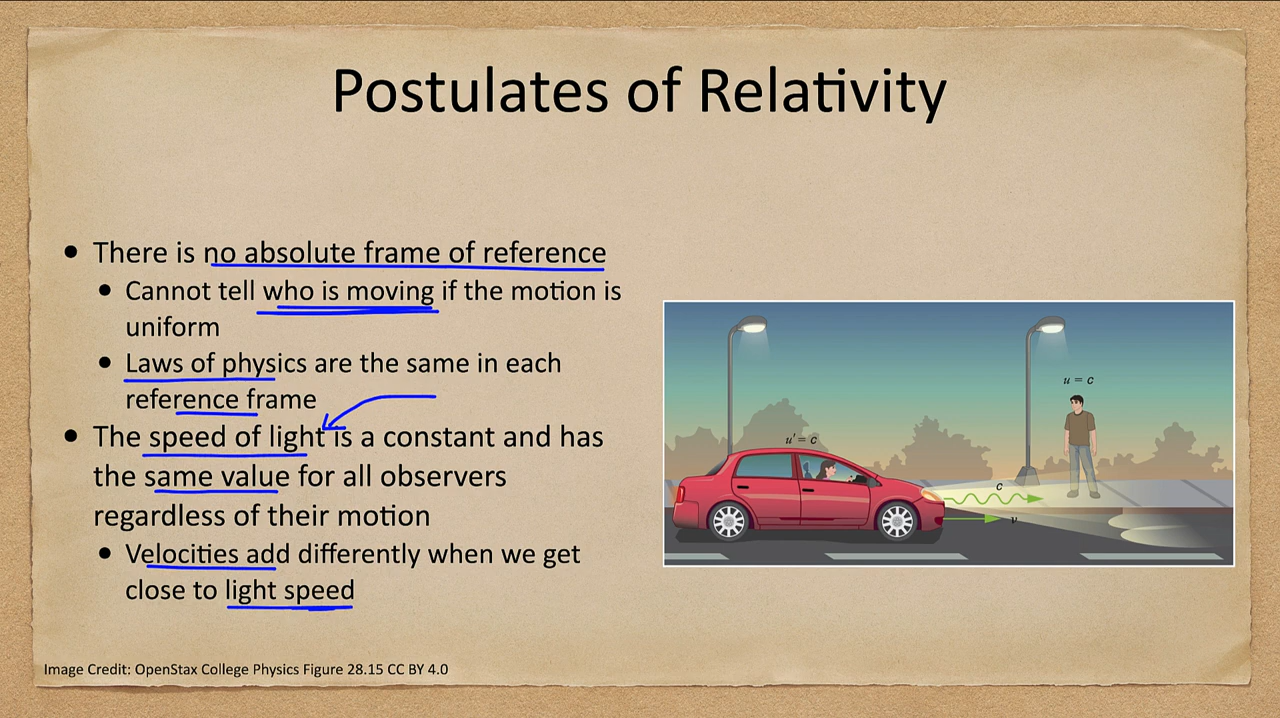 Postulates of Relativity
• There is no absolute frame of reference
• Cannot tell who is moving if the motion is
uniform
• Laws of physics are the same in each
reference frame
• The speed of light is a constant and has
the same value for all observers
regardless of their motion
• Velocities add differently when we get
close to light speed
u = c
u′ = c
c
v
Image Credit: OpenStax College Physics Figure 28.15 CC BY 4.0